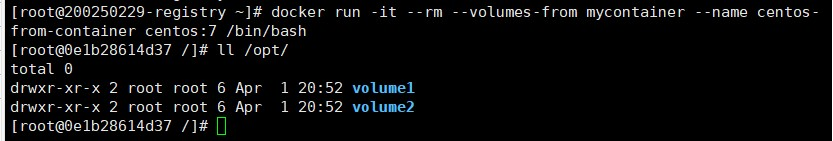 [root@200250229-registry ~]# docker run -it --rm --volumes-from mycontainer --name centos-
from-container centos:7 /bin/bash
[root@0e1b28614d37 /]# ll /opt/
total 0
drwxr-xr-x 2 root root 6 Apr  1 20:52 volume1
drwxr-xr-x 2 root root 6 Apr  1 20:52 volume2
[root@0e1b28614d37 /]#